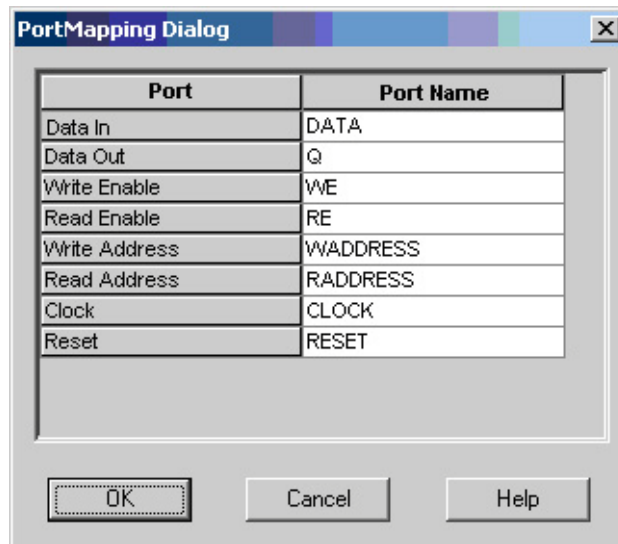 PortMapping Dialog
Port Port Name
Data In DATA
Data Out Q
Write Enable WE
Read Enable RE
Write Address WADDRESS
Read Address RADDRESS
Clock CLOCK
Reset RESET
OK Cancel Help